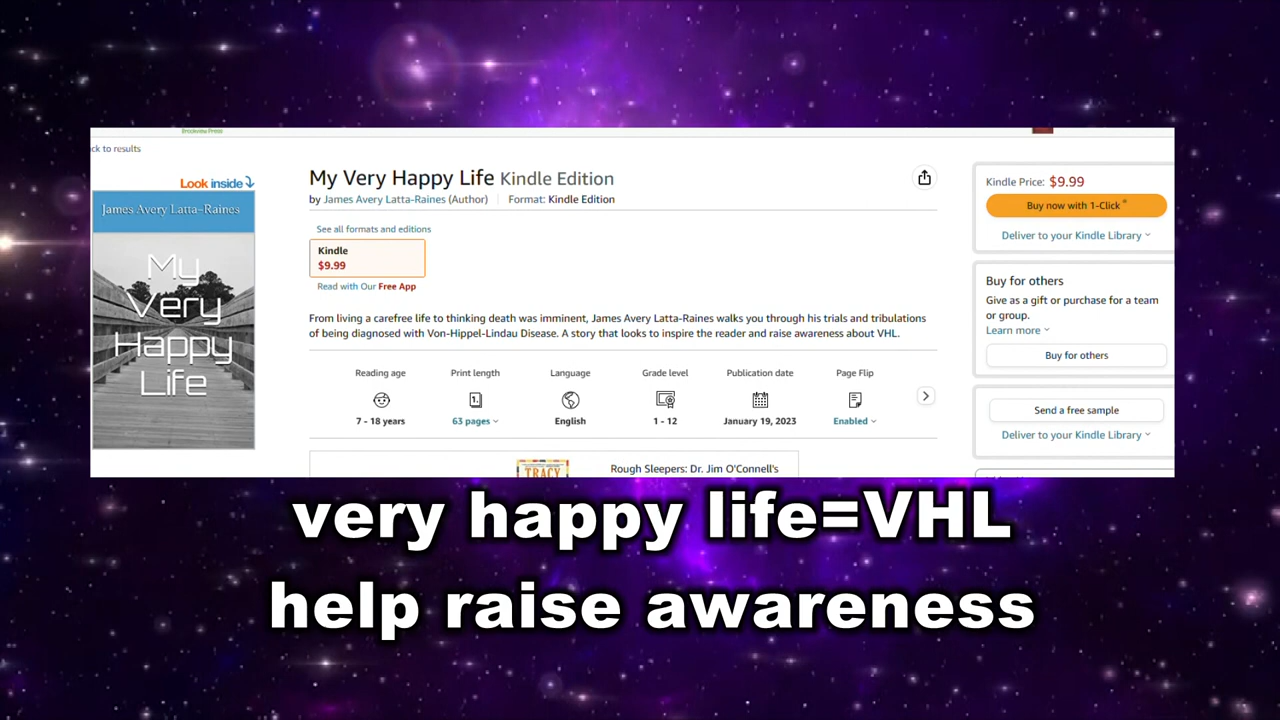 ck to results
Look inside
James Avery Latta-Raines
My
Very
Happy
Life
My Very Happy Life Kindle Edition
by James Avery Latta-Raines (Author) Format: Kindle Edition
See all formats and editions
Kindle
$9.99
Read with Our Free App
From living a carefree life to thinking death was imminent, James Avery Latta-Raines walks you through his trials and tribulations
of being diagnosed with Von-Hippel-Lindau Disease. A story that looks to inspire the reader and raise awareness about VHL.
Reading age Print length Language Grade level Publication date Page Flip
7 - 18 years 63 pages English 1 - 12 January 19, 2023 Enabled
TRACY
Rough Sleepers: Dr. Jim O'Connell's
Kindle Price: $9.99
Buy now with 1-Click ®
Deliver to your Kindle Library
Buy for others
Give as a gift or purchase for a team
or group.
Learn more
Buy for others
Send a free sample
Deliver to your Kindle Library
very happy life=VHL
help raise awareness